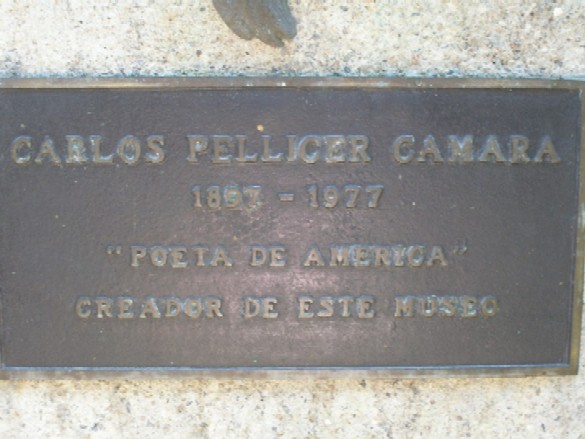 CARLOS PELLICER CAMARA
1897 - 1977
"POETA DE AMERICA"
CREADOR DE ESTE MUSEO